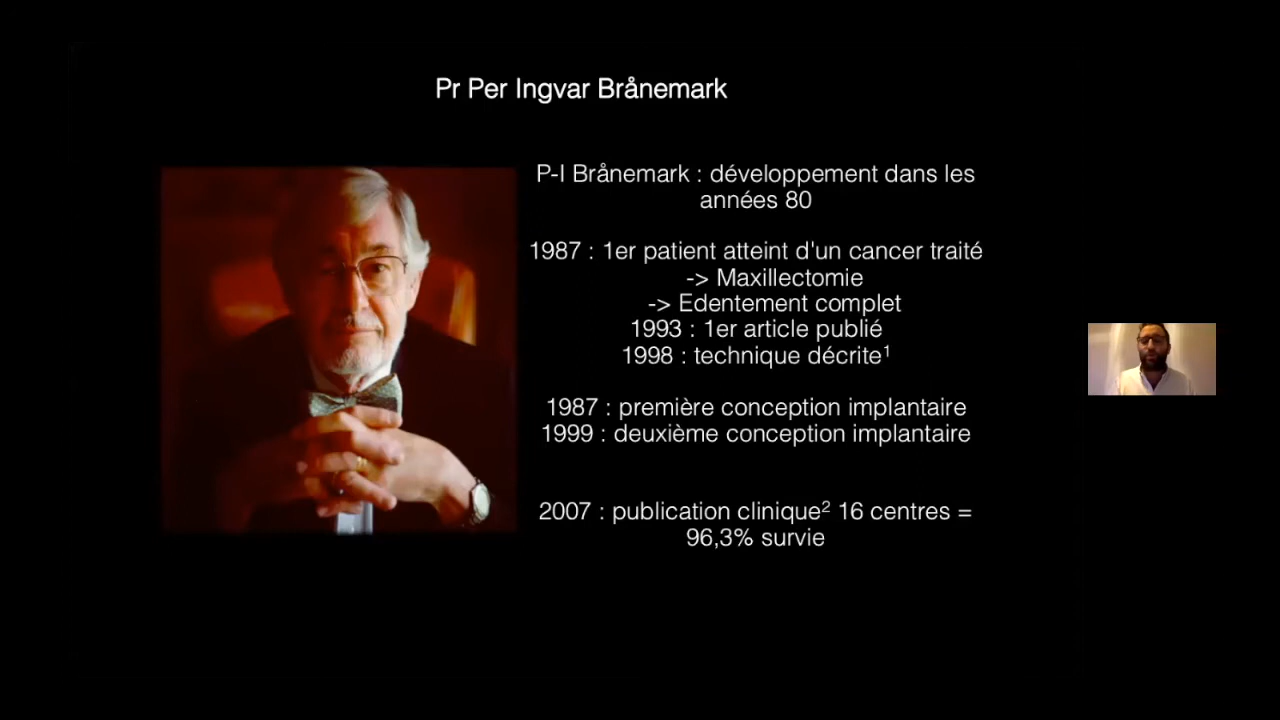 Pr Per Ingvar Brånemark
P-I Brånemark : développement dans les
années 80
1987 : 1er patient atteint d'un cancer traité
-> Maxillectomie
-> Edentement complet
1993 : 1er article publié
1998 : technique décrite¹
1987 : première conception implantaire
1999 : deuxième conception implantaire
2007 : publication clinique² 16 centres =
96,3% survie